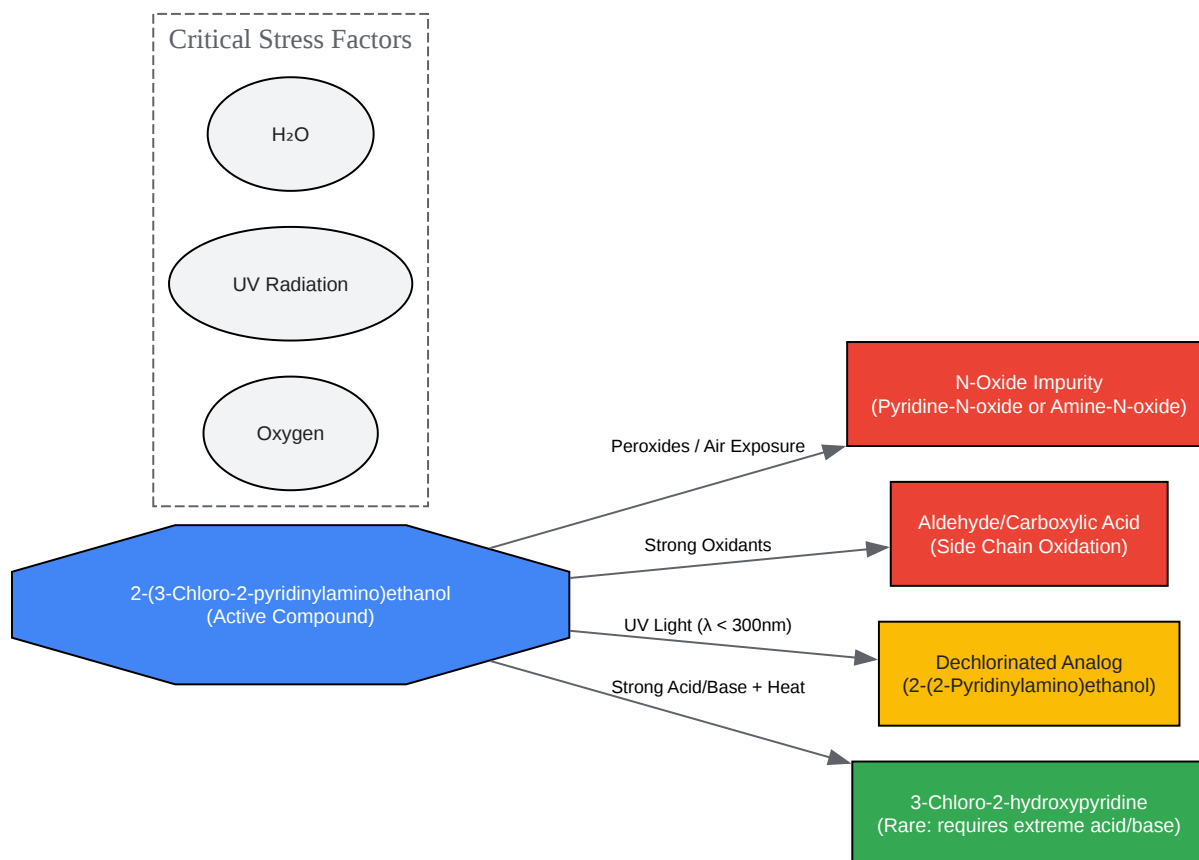 Critical Stress Factors
H₂O
UV Radiation
Oxygen
N-Oxide Impurity
(Pyridine-N-oxide or Amine-N-oxide)
Peroxides / Air Exposure
Aldehyde/Carboxylic Acid
(Side Chain Oxidation)
Strong Oxidants
2-(3-Chloro-2-pyridinylamino)ethanol
(Active Compound)
UV Light (λ < 300nm)
Dechlorinated Analog
(2-(2-Pyridinylamino)ethanol)
Strong Acid/Base + Heat
3-Chloro-2-hydroxypyridine
(Rare: requires extreme acid/base)